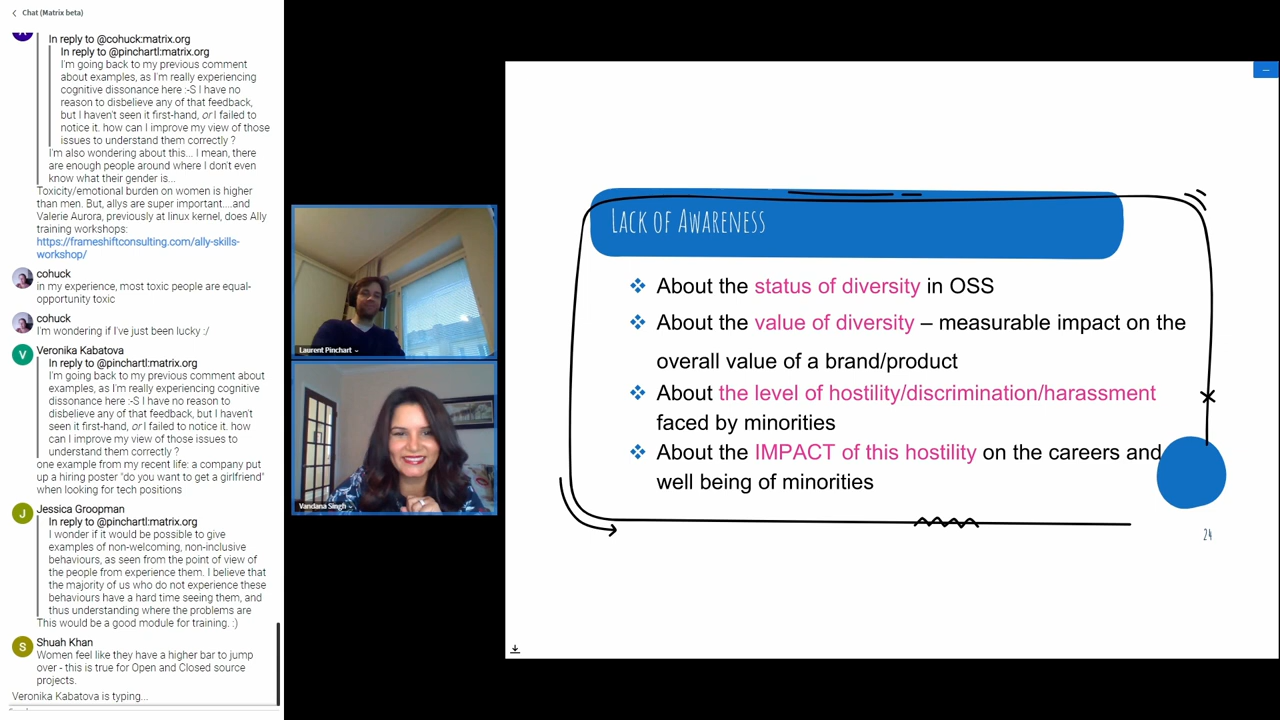 Chat (Matrix beta)
In reply to @cohuck:matrix.org
In reply to @pinchartl:matrix.org
I'm going back to my previous comment
about examples, as I'm really experiencing
cognitive dissonance here :-S I have no
reason to disbelieve any of that feedback,
but I haven't seen it first-hand, or I failed to
notice it. how can I improve my view of those
issues to understand them correctly ?
I'm also wondering about this... I mean, there
are enough people around where I don't even
know what their gender is...
Toxicity/emotional burden on women is higher
than men. But, allys are super important....and
Valerie Aurora, previously at linux kernel, does Ally
training workshops:
https://frameshiftconsulting.com/ally-skills-
workshop/
cohuck
in my experience, most toxic people are equal-
opportunity toxic
cohuck
I'm wondering if I've just been lucky :/
V
Veronika Kabatova
In reply to @pinchartl:matrix.org
I'm going back to my previous comment about
examples, as I'm really experiencing cognitive
dissonance here :-S I have no reason to
disbelieve any of that feedback, but I haven't
seen it first-hand, or I failed to notice it. how
can I improve my view of those issues to
understand them correctly ?
one example from my recent life: a company put
up a hiring poster "do you want to get a girlfriend"
when looking for tech positions
J
Jessica Groopman
In reply to @pinchartl:matrix.org
I wonder if it would be possible to give
examples of non-welcoming, non-inclusive
behaviours, as seen from the point of view of
the people from experience them. I believe that
the majority of us who do not experience these
behaviours have a hard time seeing them, and
thus understanding where the problems are
This would be a good module for training. :)
S
Shuah Khan
Women feel like they have a higher bar to jump
over - this is true for Open and Closed source
projects.
Veronika Kabatova is typing...
Laurent Pinchart
Vandana Singh
Lack of Awareness
About the status of diversity in OSS
About the value of diversity – measurable impact on the
overall value of a brand/product
About the level of hostility/discrimination/harassment
faced by minorities
About the IMPACT of this hostility on the careers and
well being of minorities
24